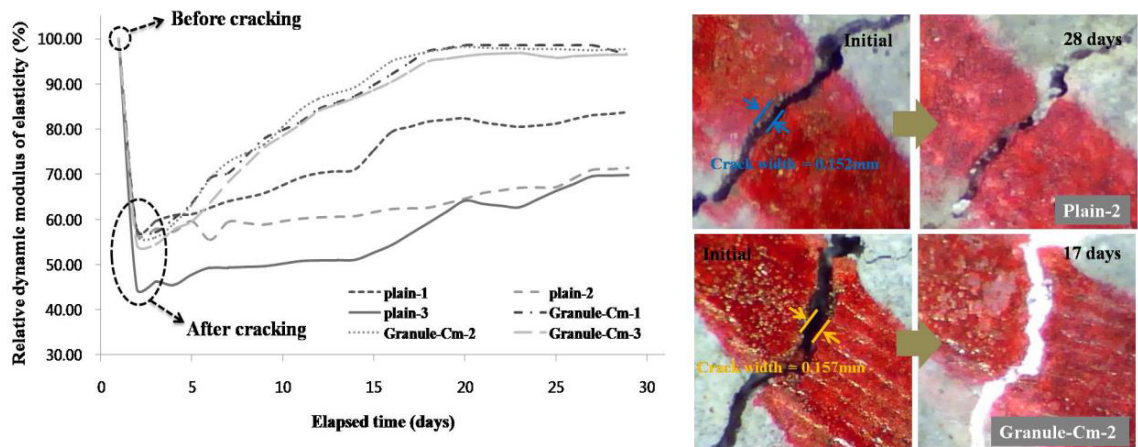 Before cracking
Relative dynamic modulus of elasticity (%)
100.00
90.00
80.00
70.00
60.00
50.00
40.00
30.00
After cracking
plain-1
plain-2
plain-3
Granule-Cm-1
Granule-Cm-2
Granule-Cm-3
0
5
10
15
20
25
30
Elapsed time (days)
Initial
28 days
Crack width = 0.152mm
Plain-2
Initial
17 days
Crack width = 0.157mm
Granule-Cm-2